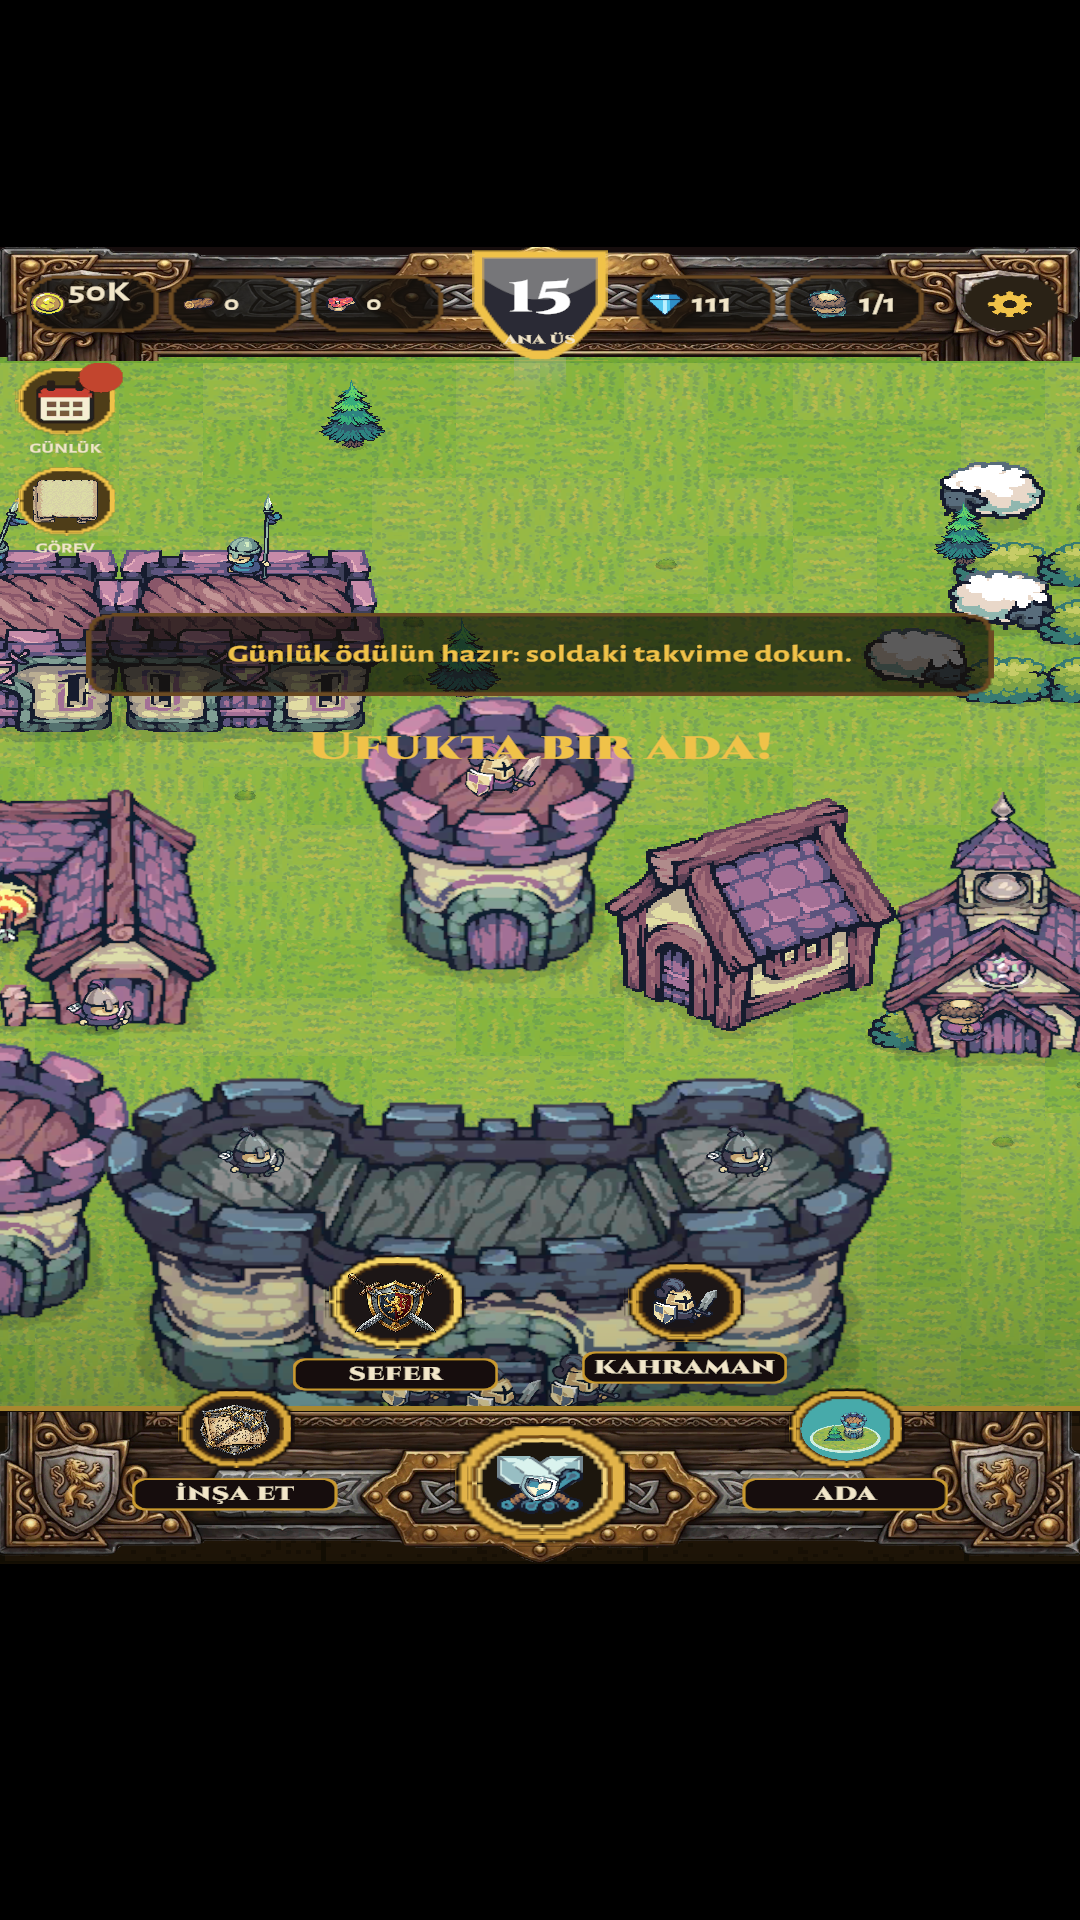 50K
0
0
15
ANA ÜS
111
1/1
GÜNLÜK
GÖREV
Günlük ödülün hazır: soldaki takvime dokun.
UFUKTA BİR ADA!
SEFER
KAHRAMAN
İNŞA ET
ADA